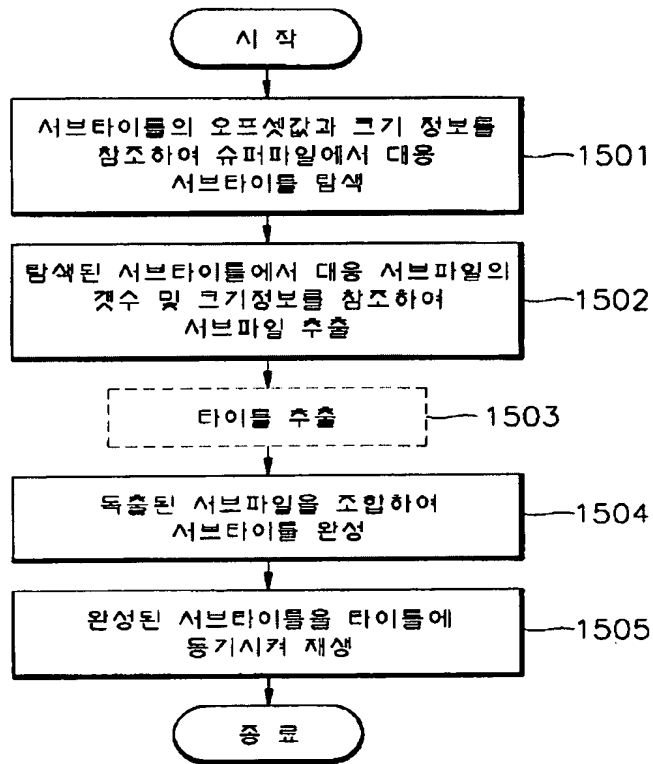 시 작
서브타이틀의 오프셋값과 크기 정보를
참조하여 슈퍼파일에서 대응
서브타이틀 탐색
1501
탐색된 서브타이틀에서 대응 서브파일의
갯수 및 크기정보를 참조하여
서브파일 추출
1502
타이틀 추출
1503
독출된 서브파일을 조합하여
서브타이틀 완성
1504
완성된 서브타이틀을 타이틀에
동기시켜 재생
1505
종 료